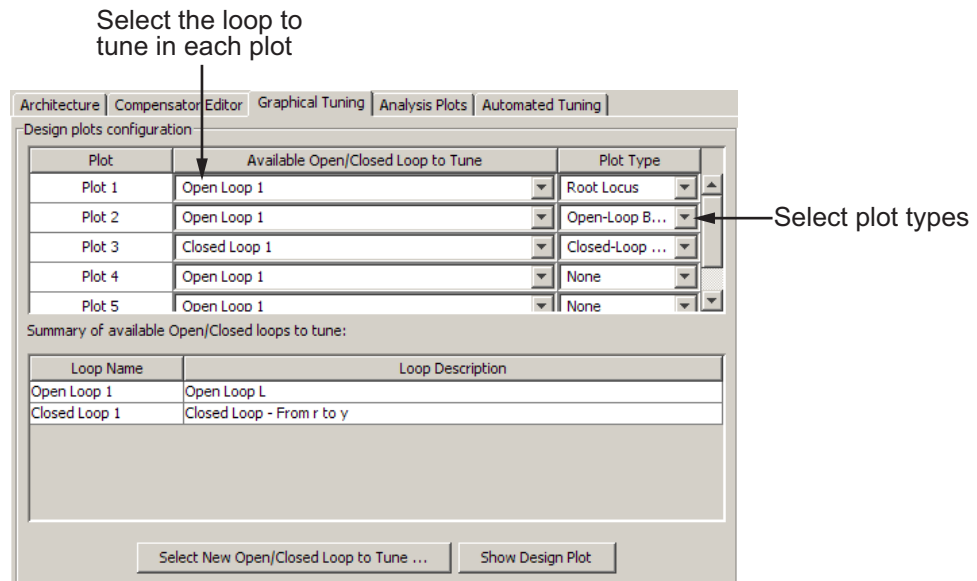 Select the loop to
tune in each plot
Architecture Compensator Editor Graphical Tuning Analysis Plots Automated Tuning
Design plots configuration
Plot Available Open/Closed Loop to Tune Plot Type
Plot 1 Open Loop 1 Root Locus
Plot 2 Open Loop 1 Open-Loop B...
Select plot types
Plot 3 Closed Loop 1 Closed-Loop ...
Plot 4 Open Loop 1 None
Plot 5 Open Loop 1 None
Summary of available Open/Closed loops to tune:
Loop Name Loop Description
Open Loop 1 Open Loop L
Closed Loop 1 Closed Loop - From r to y
Select New Open/Closed Loop to Tune ... Show Design Plot